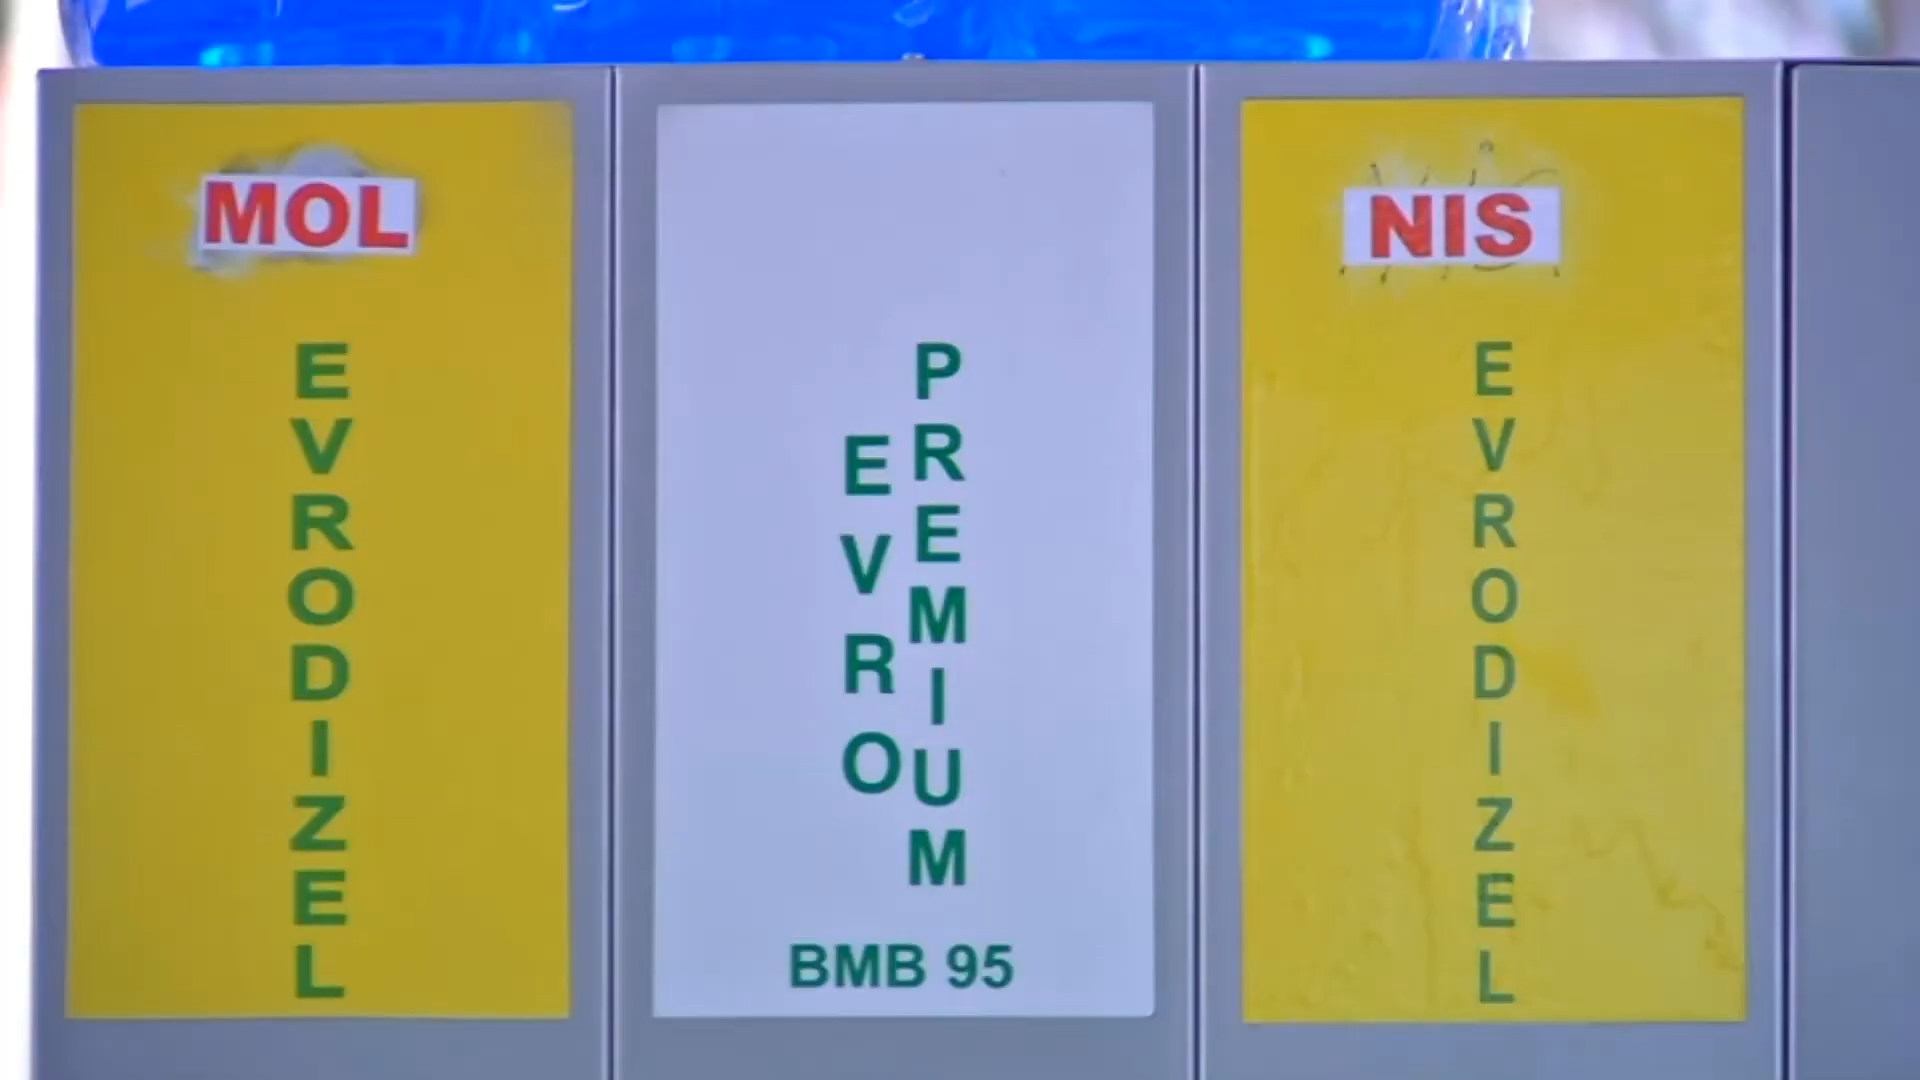 MOL
EVRODIZEL
EVRO
PREMIUM
BMB 95
NIS
EVRODIZEL